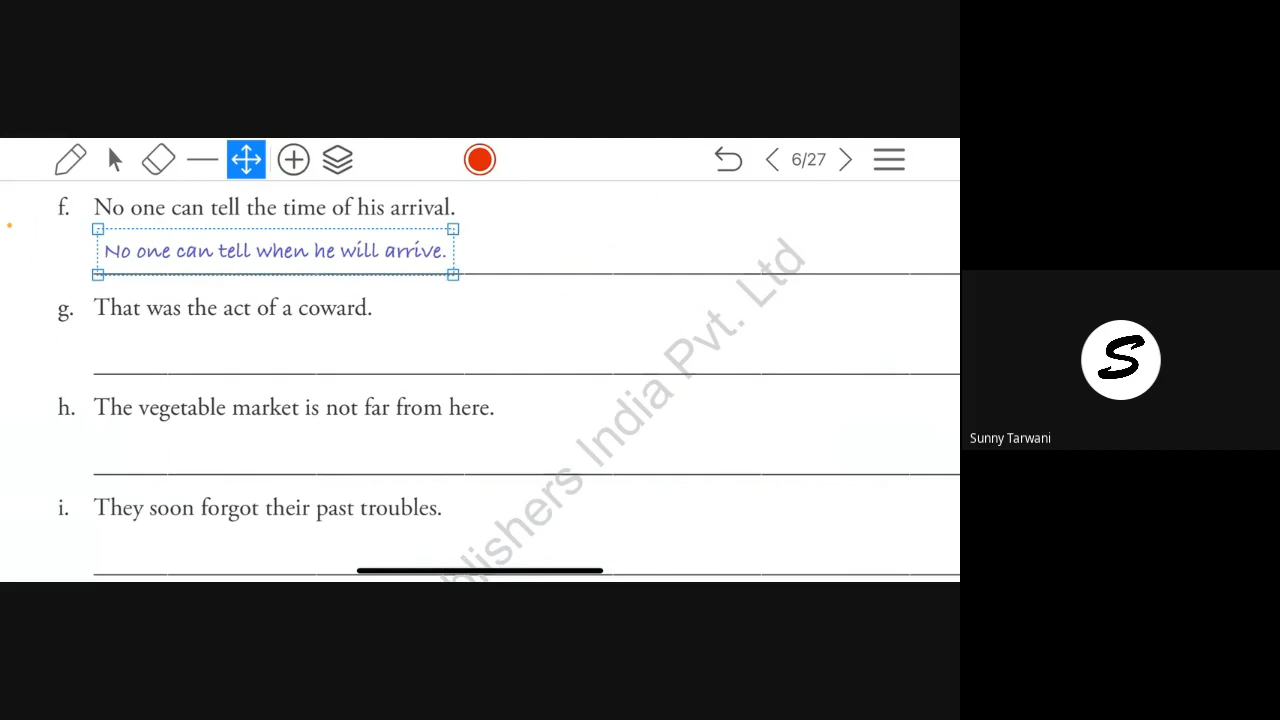 6/27
f. No one can tell the time of his arrival.
No one can tell when he will arrive.
g. That was the act of a coward.
h. The vegetable market is not far from here.
i. They soon forgot their past troubles.
blishers India Pvt. Ltd
S
Sunny Tarwani